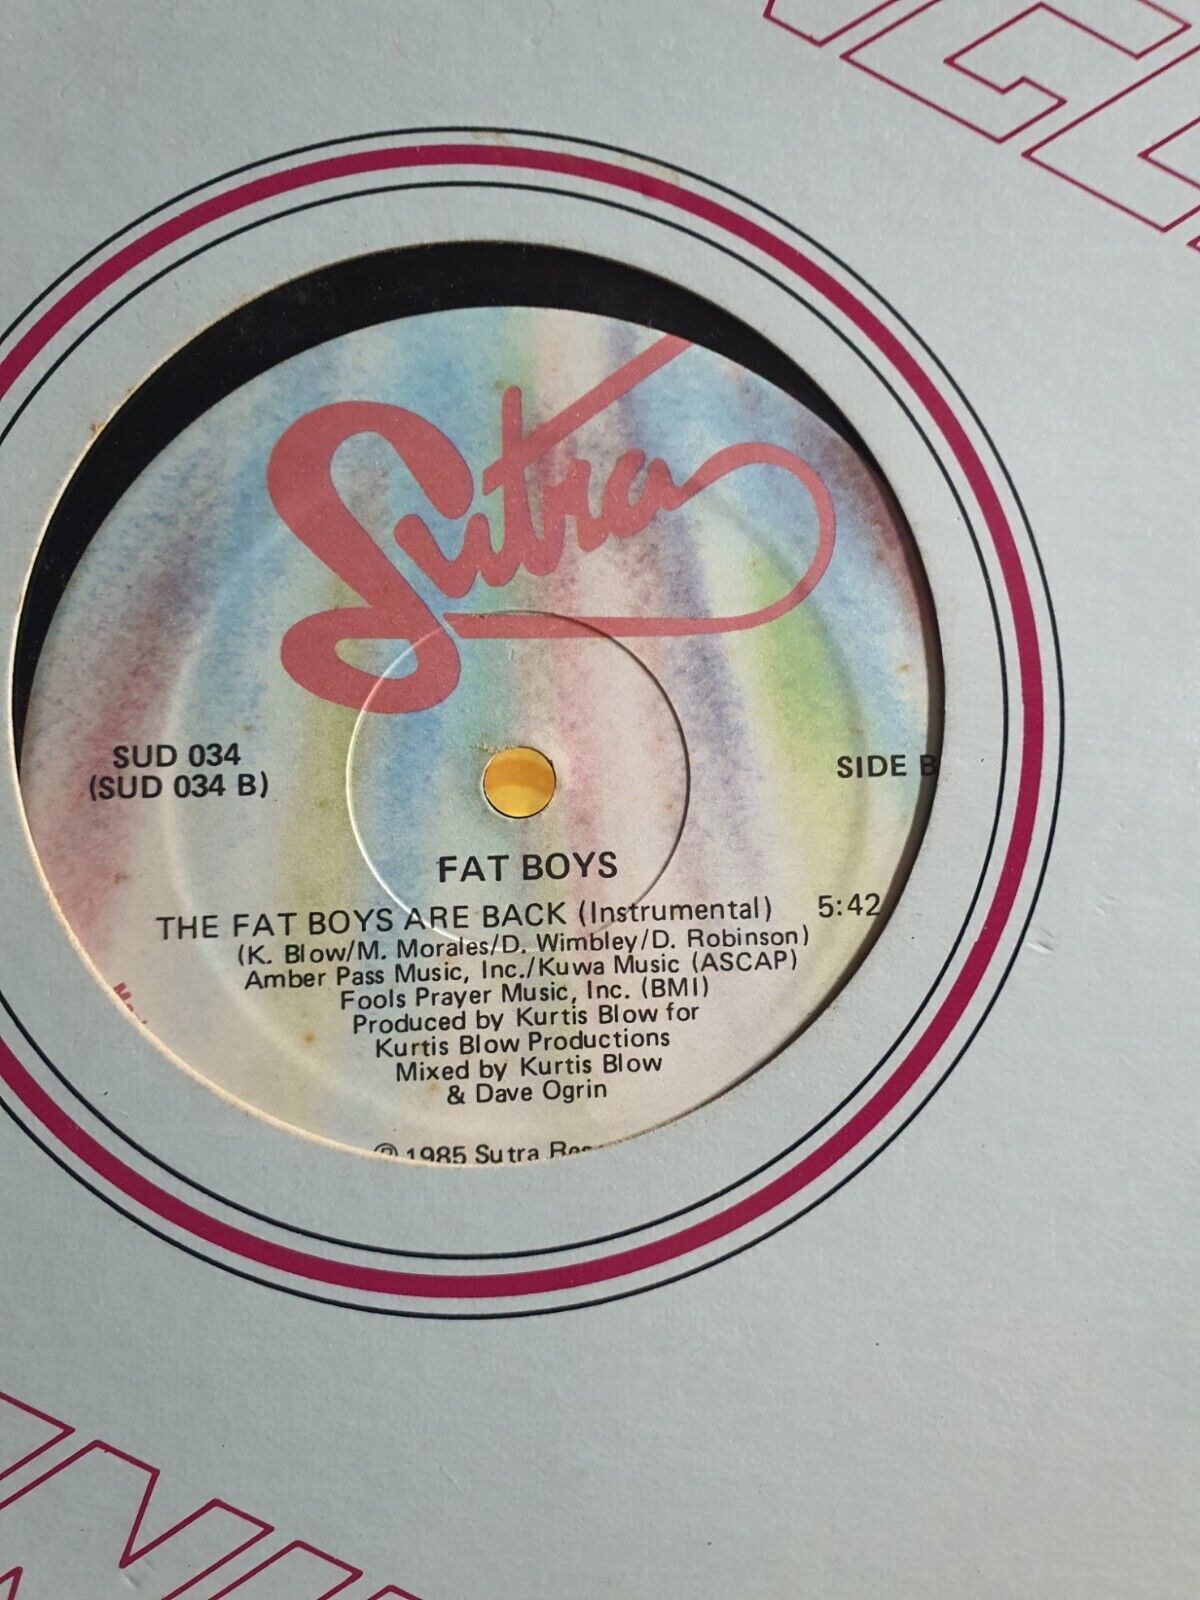 Sutra
SUD 034
(SUD 034 B)
SIDE B
FAT BOYS
THE FAT BOYS ARE BACK (Instrumental) 5:42
(K. Blow/M. Morales/D. Wimbley/D. Robinson)
Amber Pass Music, Inc./Kuwa Music (ASCAP)
Fools Prayer Music, Inc. (BMI)
Produced by Kurtis Blow for
Kurtis Blow Productions
Mixed by Kurtis Blow
& Dave Ogrin
℗ 1985 Sutra